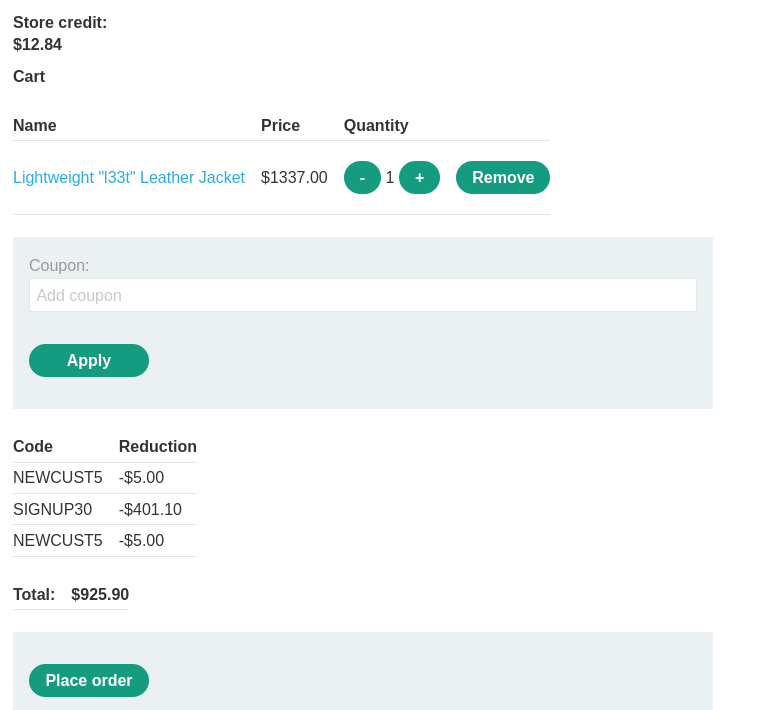 Store credit:
$12.84
Cart
Name Price Quantity
Lightweight "l33t" Leather Jacket $1337.00 - 1 + Remove
Coupon:
Add coupon
Apply
Code Reduction
NEWCUST5 -$5.00
SIGNUP30 -$401.10
NEWCUST5 -$5.00
Total: $925.90
Place order